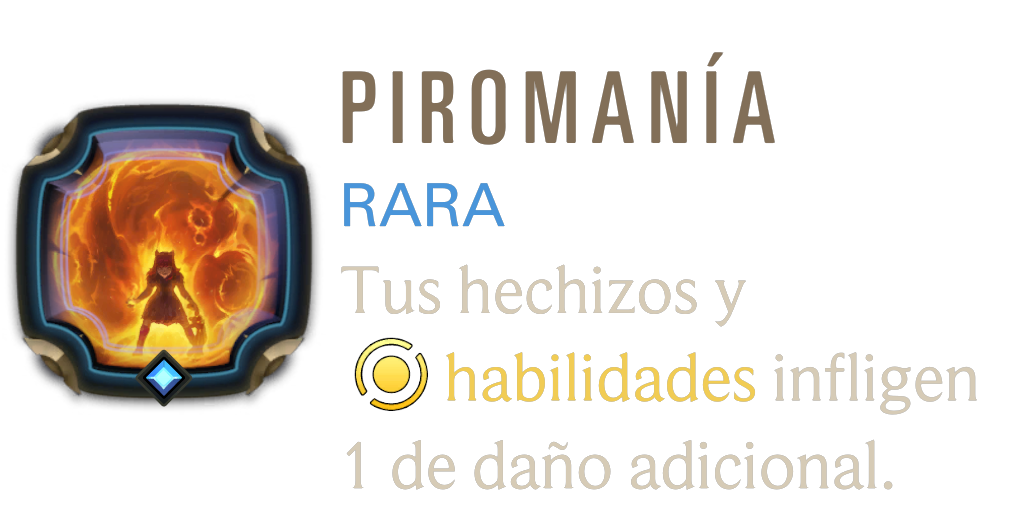 PIROMANÍA
RARA
Tus hechizos y
habilidades infligen
1 de daño adicional.